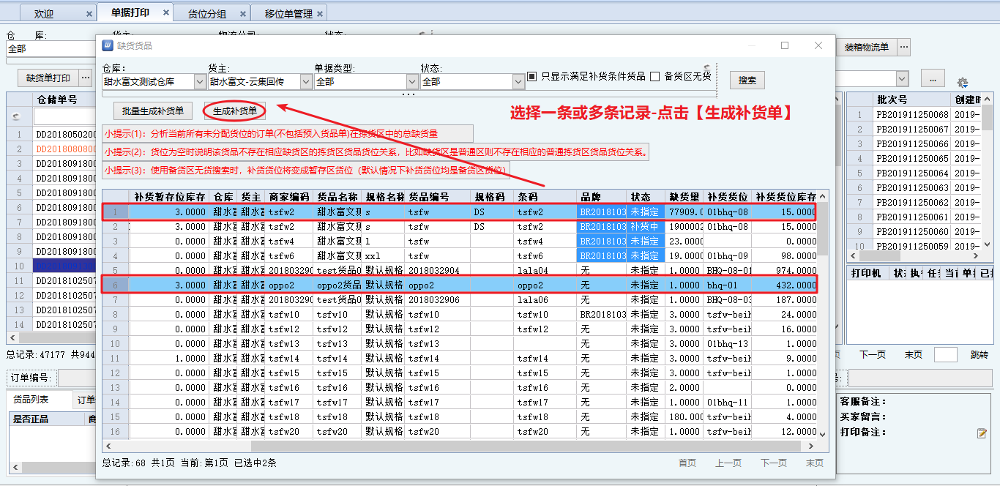 欢迎 单据打印 货位分组 移位单管理
仓 库:
全部
缺货单打印 ...
仓储单号
1 DD2018050200
2 DD2018080800
3 DD2018091800
4 DD2018091800
5 DD2018091800
6 DD2018091800
7 DD2018091800
8 DD2018091800
9 DD2018091800
10
11 DD2018102507
12 DD2018102507
13 DD2018102507
14 DD2018102507
总记录:47177 共944
订单编号:
货品列表 订单
是否正品 商
缺货货品
仓库: 货主: 单据类型: 状态:
甜水富文测试仓库 甜水富文-云集回传 全部 全部 只显示满足补货条件货品 备货区无货 搜索
批量生成补货单 生成补货单
选择一条或多条记录-点击【生成补货单】
小提示(1): 分析当前所有未分配货位的订单(不包括预入货品单)在拣货区中的总缺货量
小提示(2): 货位为空时说明该货品不存在相应缺货区的拣货区货品货位关系, 比如缺货区是普通区则不存在相应的普通拣货区货品货位关系。
小提示(3): 使用备货区无货搜索时, 补货货位将变成暂存区货位 (默认情况下补货货位均是备货区货位)
补货暂存位库存 仓库 货主 商家编码 货品名称 规格名称 货品编号 规格码 条码 品牌 状态 缺货量 补货货位 补货货位库存
1 3.0000 甜水富 甜水富 tsfw2 甜水富文测 s tsfw DS tsfw2 BR2018103 未指定 77909.0 01bhq-08 15.0000
2 3.0000 甜水富 甜水富 tsfw2 甜水富文测 s tsfw DS tsfw2 BR2018103 补货中 1900002 01bhq-08 15.0000
3 0.0000 甜水富 甜水富 tsfw4 甜水富文测 l tsfw tsfw4 BR2018103 未指定 23.0000 0.0000
4 0.0000 甜水富 甜水富 tsfw6 甜水富文测 xxl tsfw tsfw6 BR2018103 未指定 19.0000 01bhq-09 98.0000
5 0.0000 甜水富 甜水富 201803290 test货品0 默认规格 2018032904 lala04 无 未指定 1.0000 BHQ-08-01 974.0000
6 3.0000 甜水富 甜水富 oppo2 oppo2货品 默认规格 oppo2 oppo2 无 未指定 1.0000 bhq-01 432.0000
7 0.0000 甜水富 甜水富 201803290 test货品0 默认规格 2018032906 lala06 无 未指定 1.0000 BHQ-08-03 187.0000
8 0.0000 甜水富 甜水富 tsfw10 tsfw10 默认规格 tsfw10 tsfw10 BR2018103 未指定 3.0000 tsfw-beih 24.0000
9 0.0000 甜水富 甜水富 tsfw12 tsfw12 默认规格 tsfw12 tsfw12 无 未指定 3.0000 tsfw-beih 16.0000
10 0.0000 甜水富 甜水富 tsfw13 tsfw13 默认规格 tsfw13 无 未指定 3.0000 01bhq-13 1.0000
11 1.0000 甜水富 甜水富 tsfw14 tsfw14 默认规格 tsfw14 tsfw14 无 未指定 3.0000 tsfw-beih 9.0000
12 0.0000 甜水富 甜水富 tsfw15 tsfw15 默认规格 tsfw15 tsfw15 无 未指定 3.0000 tsfw-beih 1.0000
13 0.0000 甜水富 甜水富 tsfw16 tsfw16 默认规格 tsfw16 tsfw16 无 未指定 2.0000 0.0000
14 0.0000 甜水富 甜水富 tsfw17 tsfw17 默认规格 tsfw17 tsfw17 无 未指定 1.0000 01bhq-11 1.0000
15 0.0000 甜水富 甜水富 tsfw18 tsfw18 默认规格 tsfw18 tsfw18 无 未指定 180.000 tsfw-beih 4.0000
16 0.0000 甜水富 甜水富 tsfw20 tsfw20 默认规格 tsfw20 tsfw20 无 未指定 1.0000 tsfw-beih 12.0000
总记录:68 共1页 当前:第1页 已选中2条 首页 上一页 下一页 末页
装箱物流单 ...
...
批次号 创建时
1 PB201911250068 2019-
2 PB201911250067 2019-
3 PB201911250066 2019-
4 PB201911250065 2019-
5 PB201911250064 2019-
6 PB201911250063 2019-
7 PB201911250062 2019-
8 PB201911250061 2019-
9 PB201911250060 2019-
10 PB201911250059 2019-
打印机 状态 执行 任务 当前 单据 已打
下一页 末页 跳转
客服备注:
买家留言:
打印备注: